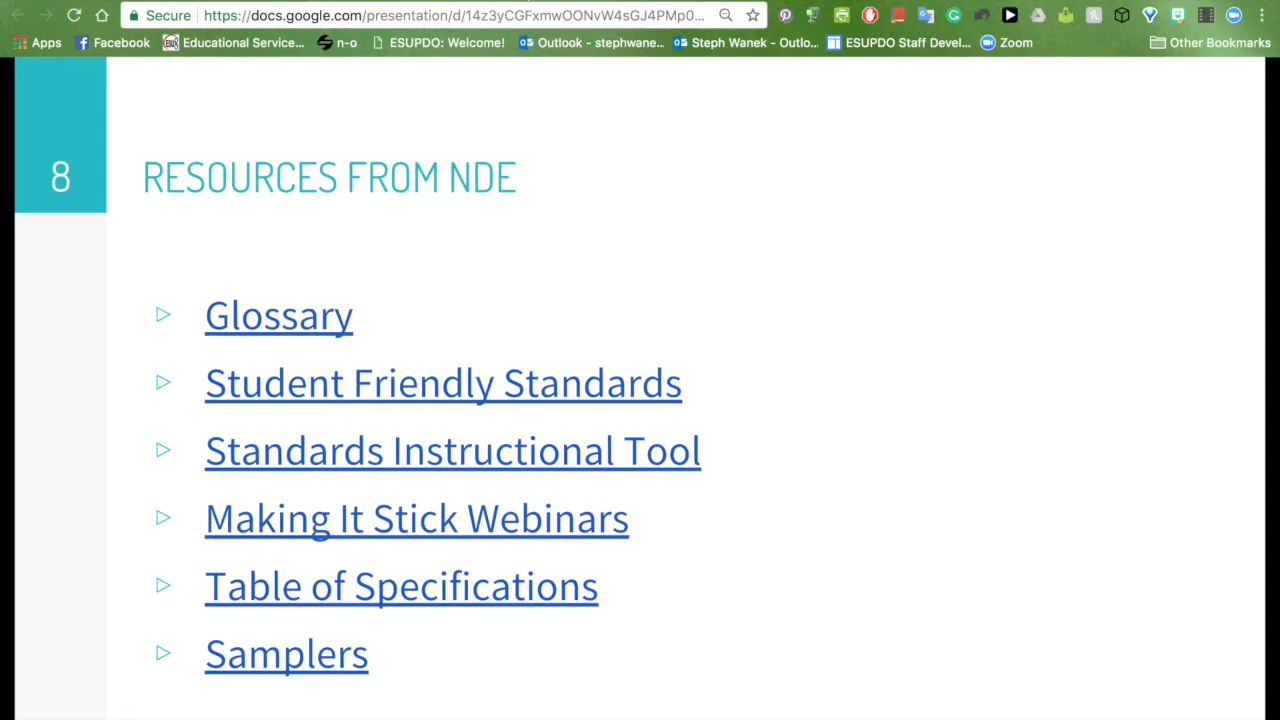 Secure https://docs.google.com/presentation/d/14z3yCGFxmwOONvW4sGJ4PMp0...
Apps Facebook Educational Service... n-o ESUPDO: Welcome! Outlook - stephwane... Steph Wanek - Outlo... ESUPDO Staff Devel... Zoom Other Bookmarks
8
RESOURCES FROM NDE
Glossary
Student Friendly Standards
Standards Instructional Tool
Making It Stick Webinars
Table of Specifications
Samplers